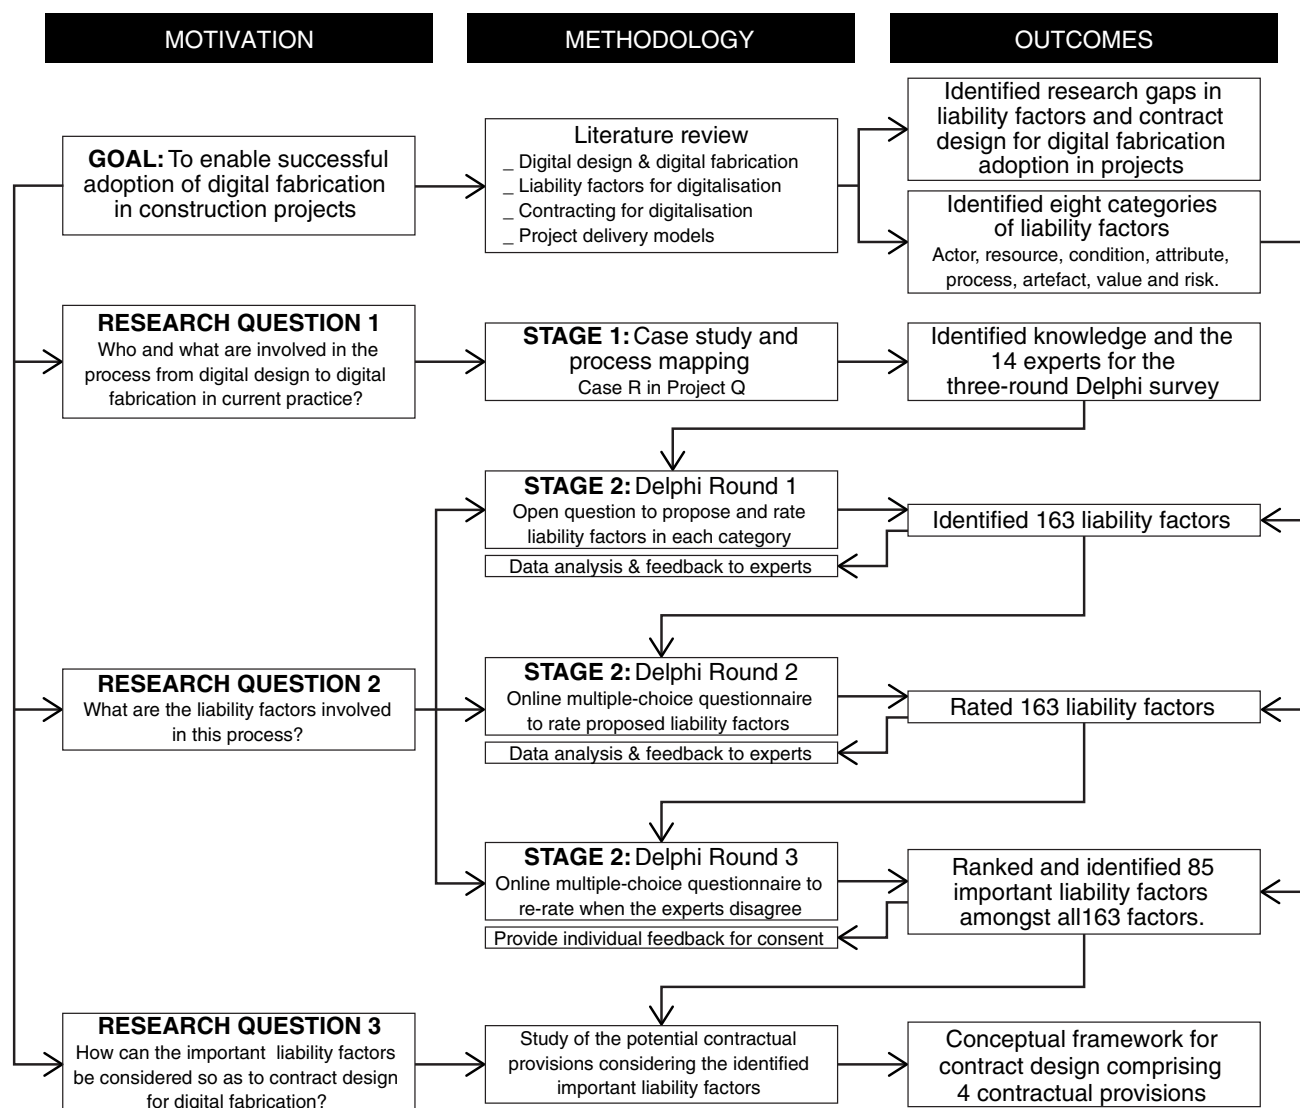 MOTIVATION
METHODOLOGY
OUTCOMES
GOAL: To enable successful
adoption of digital fabrication
in construction projects
Literature review
_ Digital design & digital fabrication
_ Liability factors for digitalisation
_ Contracting for digitalisation
_ Project delivery models
Identified research gaps in
liability factors and contract
design for digital fabrication
adoption in projects
Identified eight categories
of liability factors
Actor, resource, condition, attribute,
process, artefact, value and risk.
RESEARCH QUESTION 1
Who and what are involved in the
process from digital design to digital
fabrication in current practice?
STAGE 1: Case study and
process mapping
Case R in Project Q
Identified knowledge and the
14 experts for the
three-round Delphi survey
STAGE 2: Delphi Round 1
Open question to propose and rate
liability factors in each category
Data analysis & feedback to experts
Identified 163 liability factors
RESEARCH QUESTION 2
What are the liability factors involved
in this process?
STAGE 2: Delphi Round 2
Online multiple-choice questionnaire
to rate proposed liability factors
Data analysis & feedback to experts
Rated 163 liability factors
STAGE 2: Delphi Round 3
Online multiple-choice questionnaire to
re-rate when the experts disagree
Provide individual feedback for consent
Ranked and identified 85
important liability factors
amongst all163 factors.
RESEARCH QUESTION 3
How can the important liability factors
be considered so as to contract design
for digital fabrication?
Study of the potential contractual
provisions considering the identified
important liability factors
Conceptual framework for
contract design comprising
4 contractual provisions